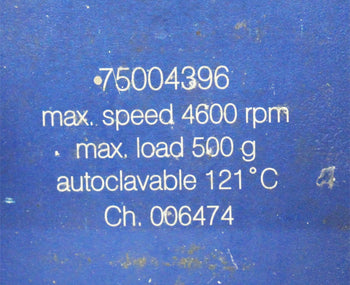 75004396
max. speed 4600 rpm
max. load 500 g
autoclavable 121°C
Ch. 006474